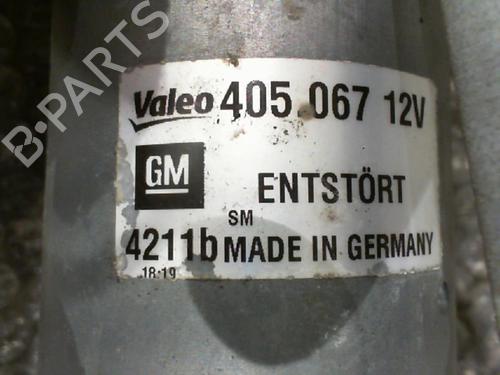 B-PARTS
Valeo 405 067 12V
GM
ENTSTÖRT
SM
4211b MADE IN GERMANY
18:19